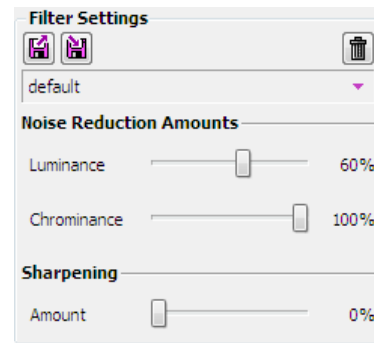 Filter Settings
default
Noise Reduction Amounts
Luminance 60%
Chrominance 100%
Sharpening
Amount 0%